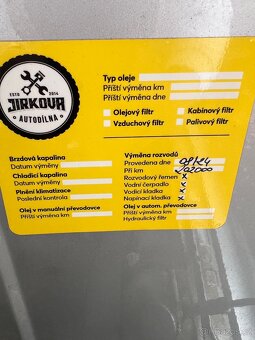 ESTD 2014
JIRKOVA
AUTODÍLNA
Typ oleje
Příští výměna km
Příští výměna dne
Olejový filtr
Kabinový filtr
Vzduchový filtr
Palivový filtr
Brzdová kapalina
Datum výměny
Chladicí kapalina
Datum výměny
Plnění klimatizace
Poslední kontrola
Olej v manuální převodovce
Příští výměna km
Výměna rozvodů
Provedena dne 08/24
Při km 202000
Rozvodový řemen x
Vodní čerpadlo x
Vodicí kladka x
Napínací kladka x
Olej v autom. převodovce
Příští výměna km
Hydraulický filtr